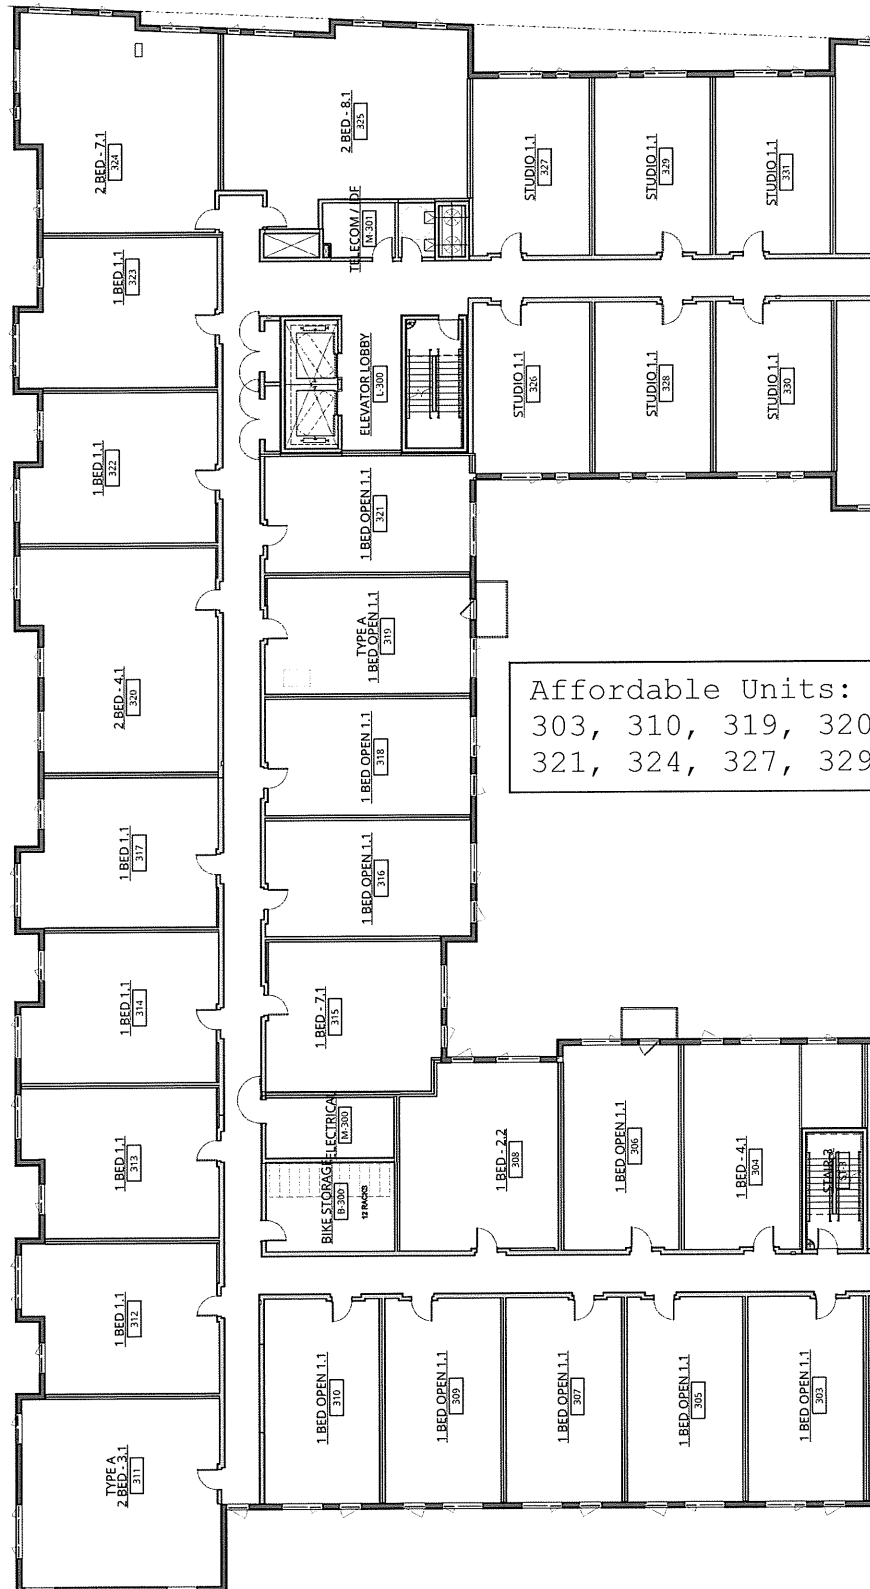 2 BED - 7.1
324
2 BED - 8.1
325
STUDIO 1.1
327
STUDIO 1.1
329
STUDIO 1.1
331
TELECOM / IDF
M-301
1 BED 1.1
323
ELEVATOR LOBBY
L-300
STUDIO 1.1
326
STUDIO 1.1
328
STUDIO 1.1
330
1 BED 1.1
322
1 BED OPEN 1.1
321
2 BED - 4.1
320
TYPE A
1 BED OPEN 1.1
319
Affordable Units:
303, 310, 319, 320
321, 324, 327, 329
1 BED OPEN 1.1
318
1 BED 1.1
317
1 BED OPEN 1.1
316
1 BED 1.1
314
1 BED - 7.1
315
1 BED 1.1
313
ELECTRICAL
M-300
BIKE STORAGE
B-300
12 RACKS
1 BED - 2.2
308
1 BED OPEN 1.1
306
1 BED - 4.1
304
STAIR-3
ST-3
1 BED 1.1
312
TYPE A
2 BED - 3.1
311
1 BED OPEN 1.1
310
1 BED OPEN 1.1
309
1 BED OPEN 1.1
307
1 BED OPEN 1.1
305
1 BED OPEN 1.1
303